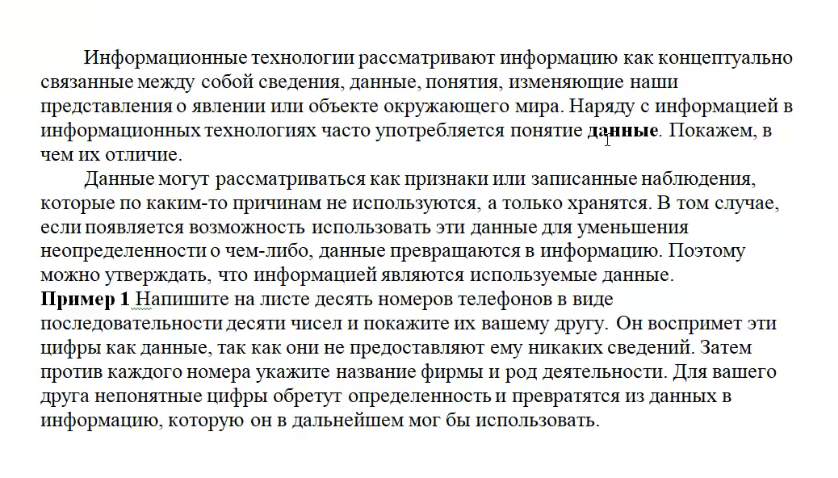 Информационные технологии рассматривают информацию как концептуально
связанные между собой сведения, данные, понятия, изменяющие наши
представления о явлении или объекте окружающего мира. Наряду с информацией в
информационных технологиях часто употребляется понятие данные. Покажем, в
чем их отличие.
Данные могут рассматриваться как признаки или записанные наблюдения,
которые по каким-то причинам не используются, а только хранятся. В том случае,
если появляется возможность использовать эти данные для уменьшения
неопределенности о чем-либо, данные превращаются в информацию. Поэтому
можно утверждать, что информацией являются используемые данные.
Пример 1 Напишите на листе десять номеров телефонов в виде
последовательности десяти чисел и покажите их вашему другу. Он воспримет эти
цифры как данные, так как они не предоставляют ему никаких сведений. Затем
против каждого номера укажите название фирмы и род деятельности. Для вашего
друга непонятные цифры обретут определенность и превратятся из данных в
информацию, которую он в дальнейшем мог бы использовать.